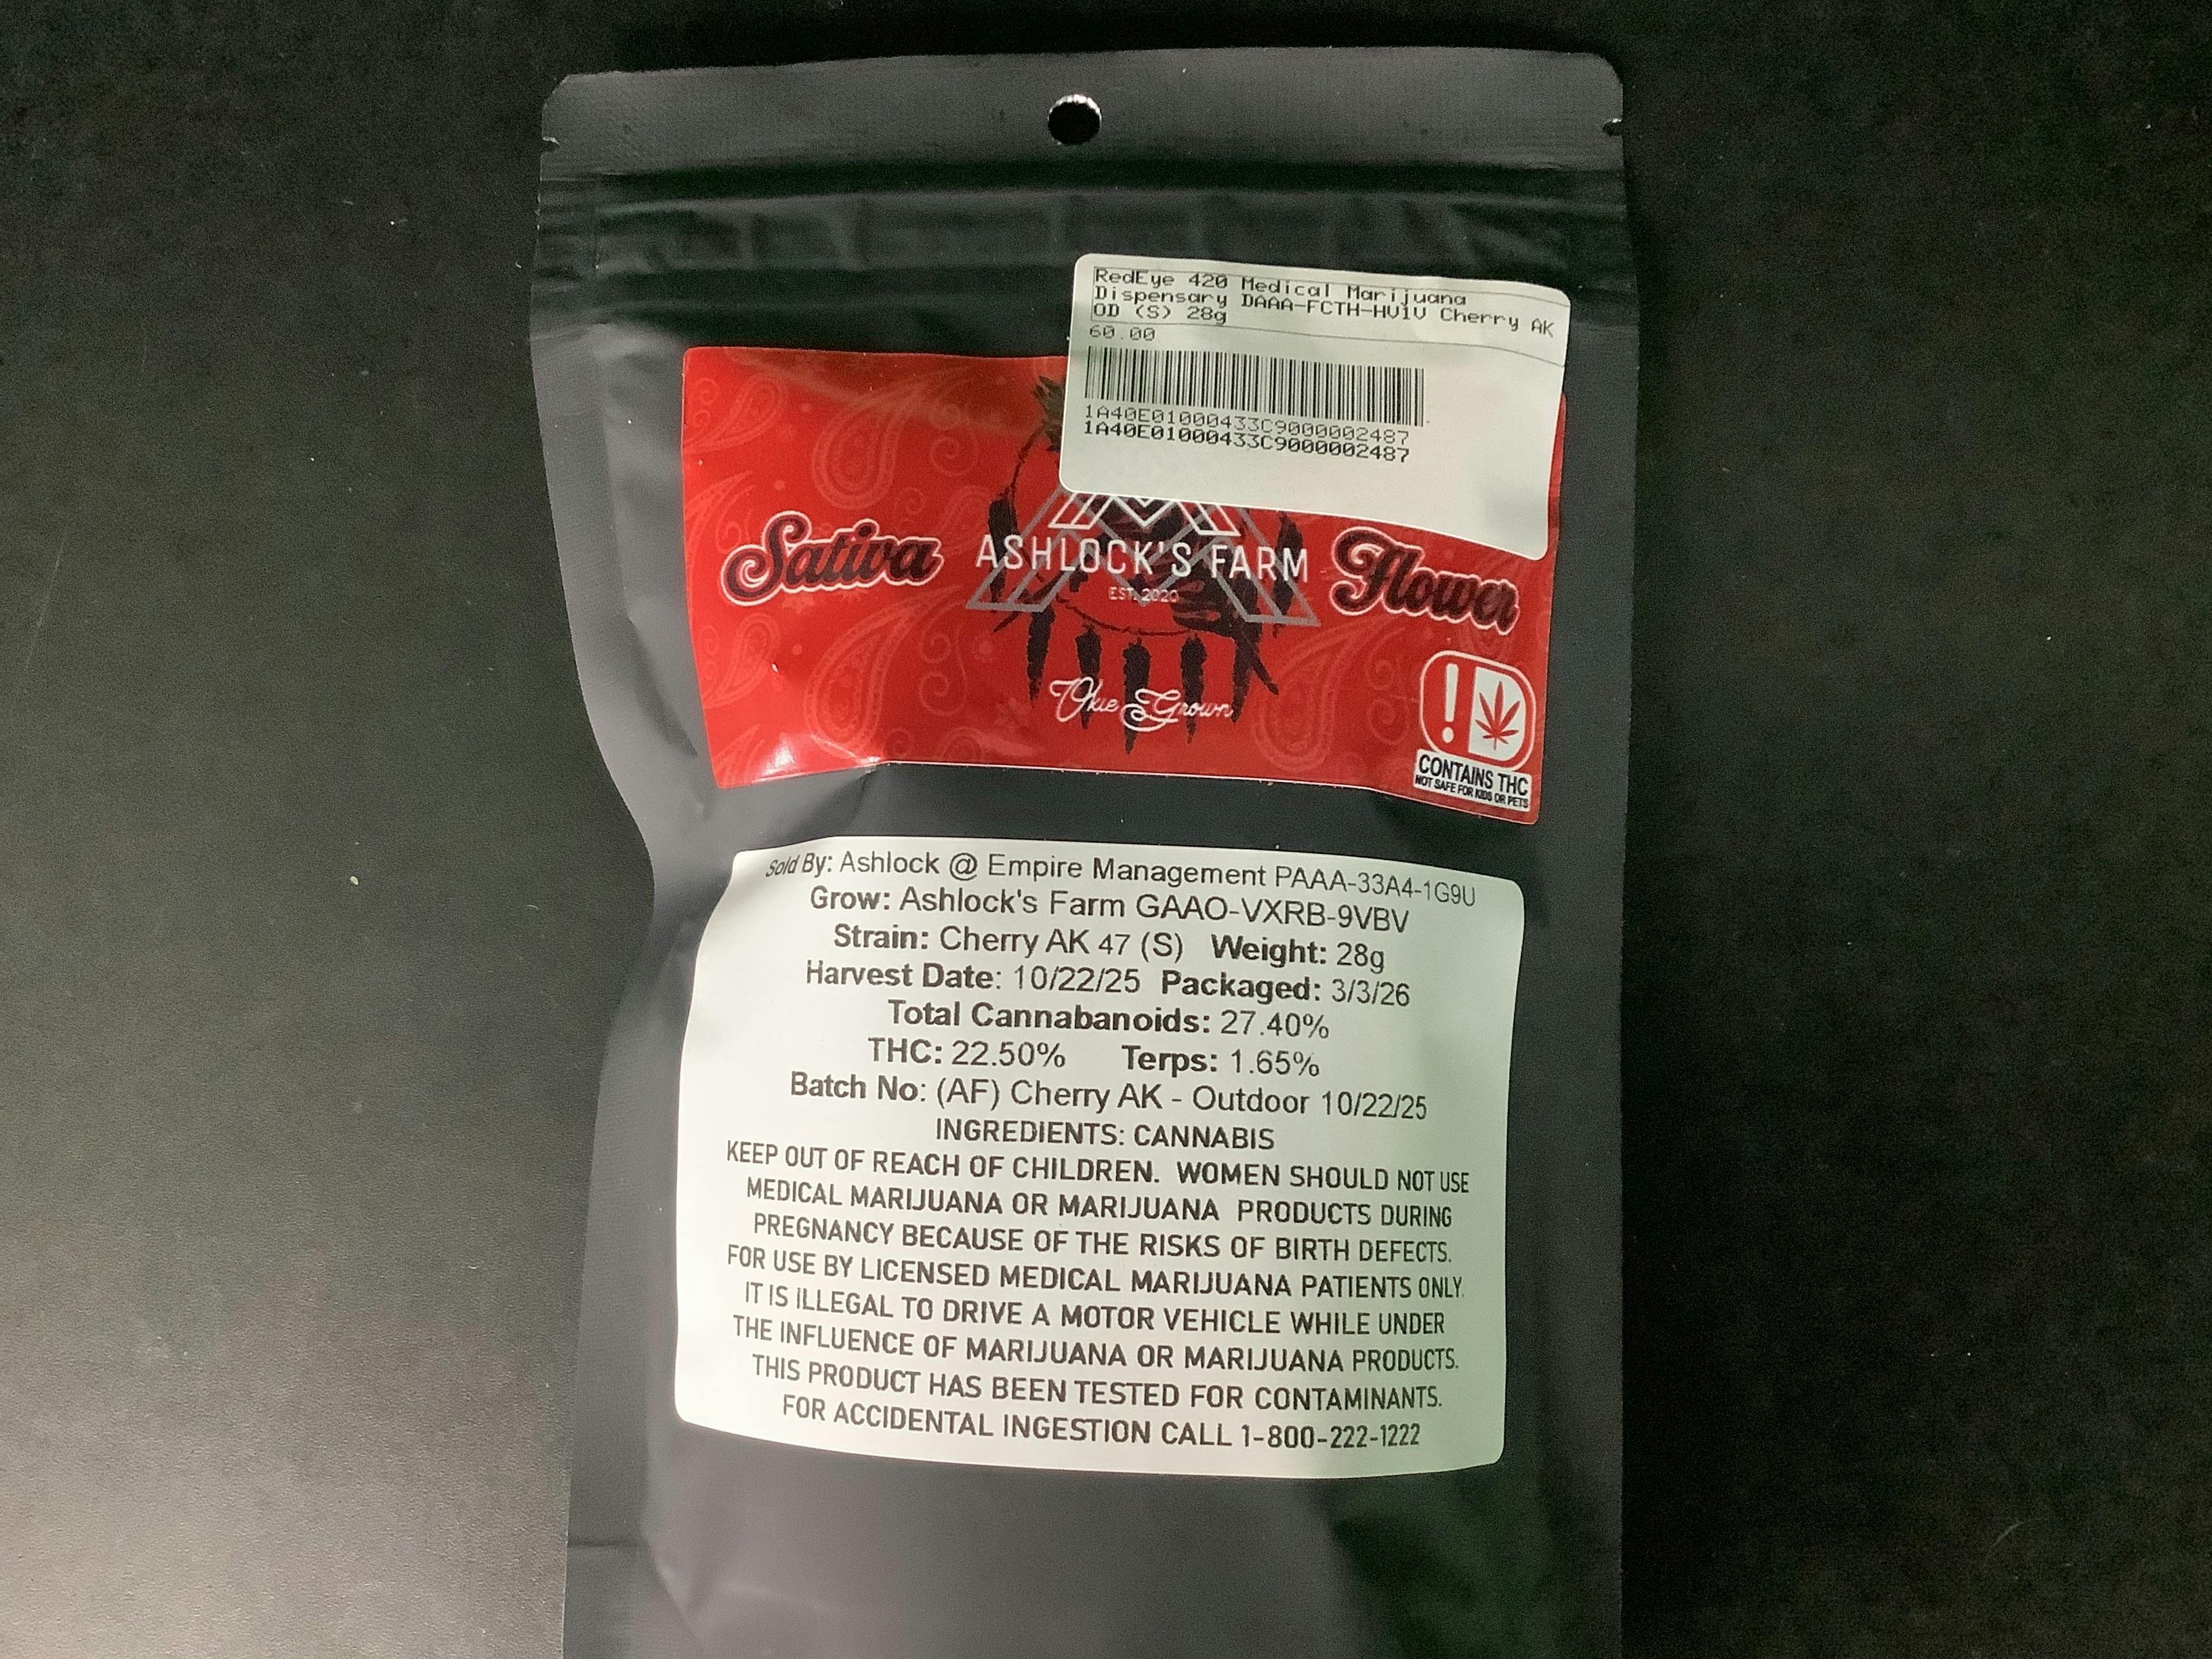 RedEye 420 Medical Marijuana
Dispensary DAAA-FCTH-HV1V Cherry AK
OD (S) 28g
60.00
1A40E01000433C9000002487
1A40E01000433C9000002487
Sativa
ASHLOCK'S FARM
EST. 2020
Flower
Okie Grown
CONTAINS THC
NOT SAFE FOR KIDS OR PETS
Sold By: Ashlock @ Empire Management PAAA-33A4-1G9U
Grow: Ashlock's Farm GAAO-VXRB-9VBV
Strain: Cherry AK 47 (S) Weight: 28g
Harvest Date: 10/22/25 Packaged: 3/3/26
Total Cannabanoids: 27.40%
THC: 22.50% Terps: 1.65%
Batch No: (AF) Cherry AK - Outdoor 10/22/25
INGREDIENTS: CANNABIS
KEEP OUT OF REACH OF CHILDREN. WOMEN SHOULD NOT USE
MEDICAL MARIJUANA OR MARIJUANA PRODUCTS DURING
PREGNANCY BECAUSE OF THE RISKS OF BIRTH DEFECTS.
FOR USE BY LICENSED MEDICAL MARIJUANA PATIENTS ONLY.
IT IS ILLEGAL TO DRIVE A MOTOR VEHICLE WHILE UNDER
THE INFLUENCE OF MARIJUANA OR MARIJUANA PRODUCTS.
THIS PRODUCT HAS BEEN TESTED FOR CONTAMINANTS.
FOR ACCIDENTAL INGESTION CALL 1-800-222-1222